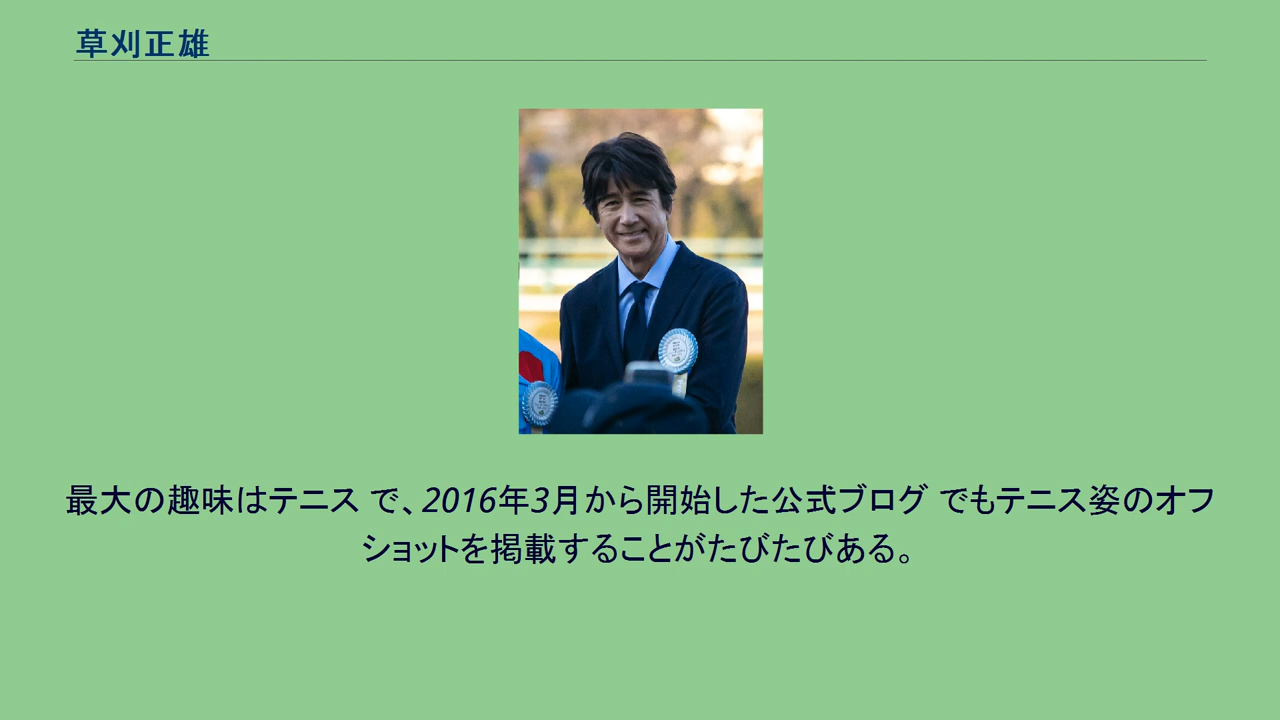 草刈正雄
最大の趣味はテニス で、2016年3月から開始した公式ブログ でもテニス姿のオフ
ショットを掲載することがたびたびある。